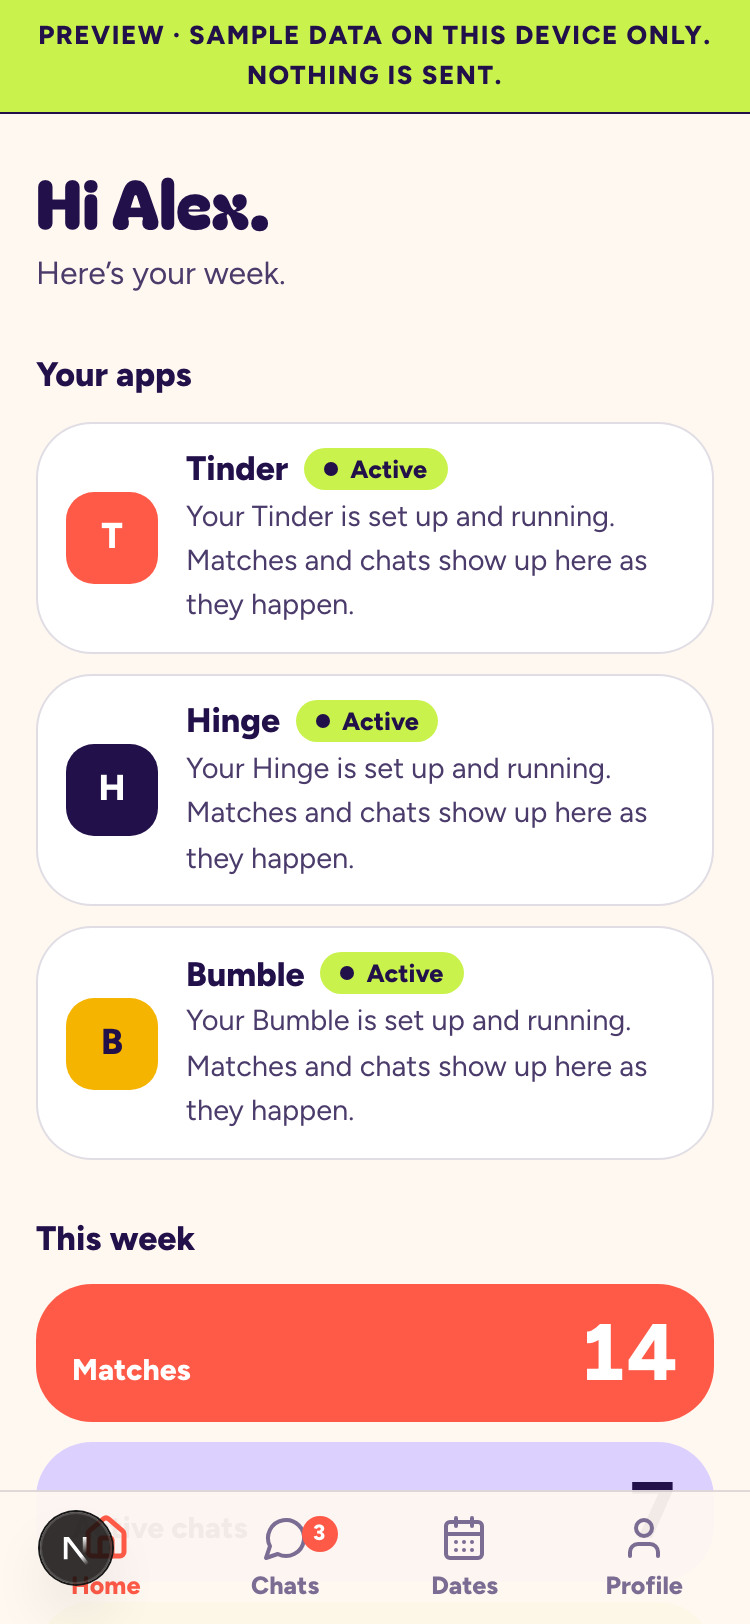 PREVIEW · SAMPLE DATA ON THIS DEVICE ONLY.
NOTHING IS SENT.
Hi Alex.
Here’s your week.
Your apps
T
Tinder
Active
Your Tinder is set up and running.
Matches and chats show up here as
they happen.
H
Hinge
Active
Your Hinge is set up and running.
Matches and chats show up here as
they happen.
B
Bumble
Active
Your Bumble is set up and running.
Matches and chats show up here as
they happen.
This week
Matches
14
ive chats
7
N
3
Home
Chats
Dates
Profile